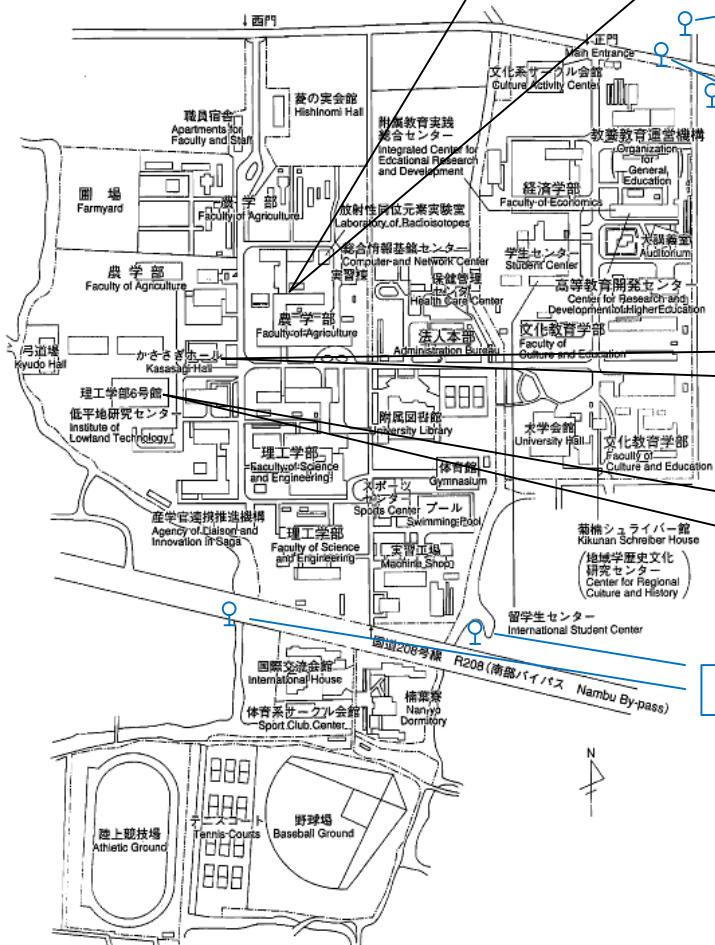 ↓西門
↓正門
Main Entrance
文化系サークル会館
Culture Activity Center
菱の実会館
Hishinomi Hall
職員宿舎
Apartments for
Faculty and Staff
附属教育実践
総合センター
Integrated Center for
Edcational Research
and Development
教養教育運営機構
Organization
for
General
Education
圃場
Farmyard
農学部
Faculty of Agriculture
経済学部
Faculty of Economics
放射性同位元素実験室
Laboratory of Radioisotopes
大講義室
Auditorium
総合情報基盤センター
Computer and Network Center
実習棟
学生センター
Student Center
農学部
Faculty of Agriculture
保健管理
センター
Health Care Center
高等教育開発センター
Center for Research and
Development of Higher Education
農学部
Faculty of Agriculture
法人本部
Administration Bureau
文化教育学部
Faculty of
Culture and Education
弓道場
Kyudo Hall
かささぎホール
Kasasagi Hall
理工学部6号館
低平地研究センター
Institute of
Lowland Technology
附属図書館
University Library
大学会館
University Hall
文化教育学部
Faculty of
Culture and Education
理工学部
Faculty of Science
and Engineering
体育館
Gymnasium
スポーツ
センター
Sports Center
プール
Swimming Pool
産学官連携推進機構
Agency of Liaison and
Innovation in Saga
理工学部
Faculty of Science
and Engineering
実習工場
Machine Shop
菊楠シュライバー館
Kikunan Schreiber House
(地域学歴史文化
研究センター
Center for Regional
Culture and History)
留学生センター
International Student Center
国道208号線 R208(南部バイパス Nambu By-pass)
国際交流会館
International House
体育系サークル会館
Sport Club Center
楠葉寮
Nan-yo
Dormitory
N
陸上競技場
Athletic Ground
テニスコート
Tennis Courts
野球場
Baseball Ground